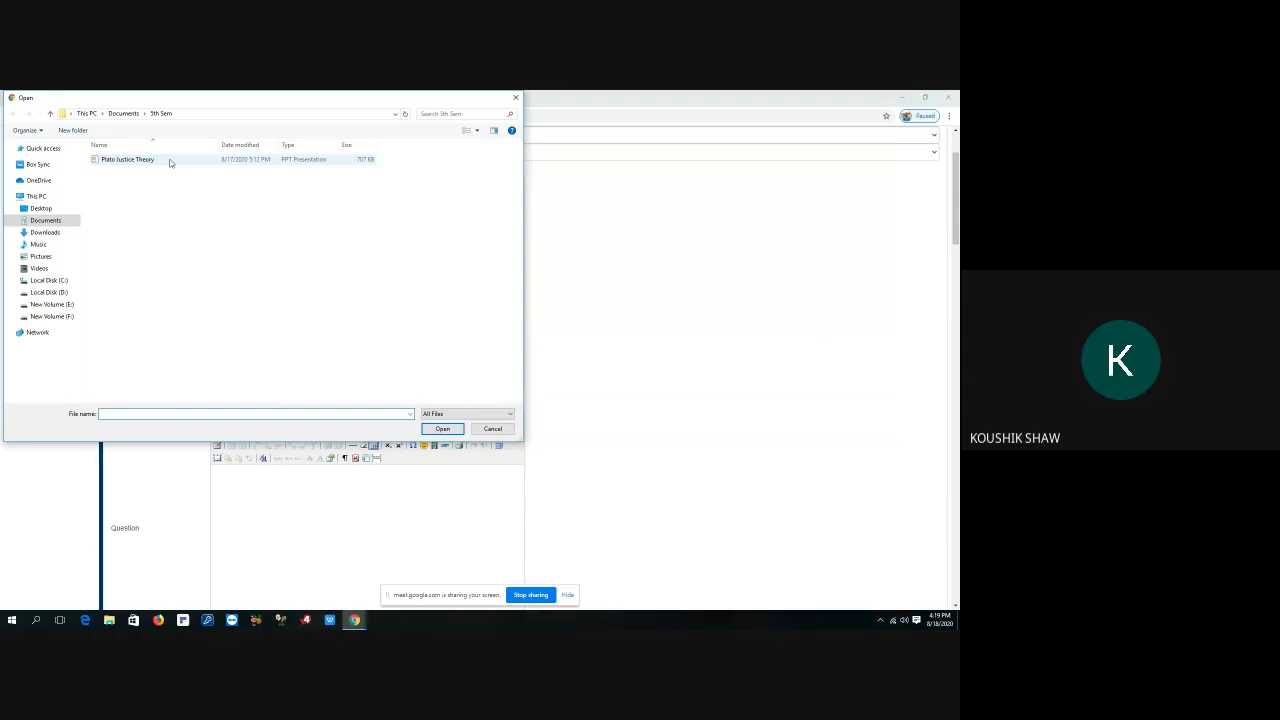 Open
This PC > Documents > 5th Sem
Search 5th Sem
Paused
Organize
New folder
Name
Date modified
Type
Size
Quick access
Plato Justice Theory
8/17/2020 5:12 PM
PPT Presentation
707 KB
Box Sync
OneDrive
This PC
Desktop
Documents
Downloads
Music
Pictures
Videos
Local Disk (C:)
Local Disk (D:)
New Volume (E:)
New Volume (F:)
Network
File name:
All Files
Open
Cancel
K
KOUSHIK SHAW
Question
meet.google.com is sharing your screen.
Stop sharing
Hide
4:19 PM
8/18/2020